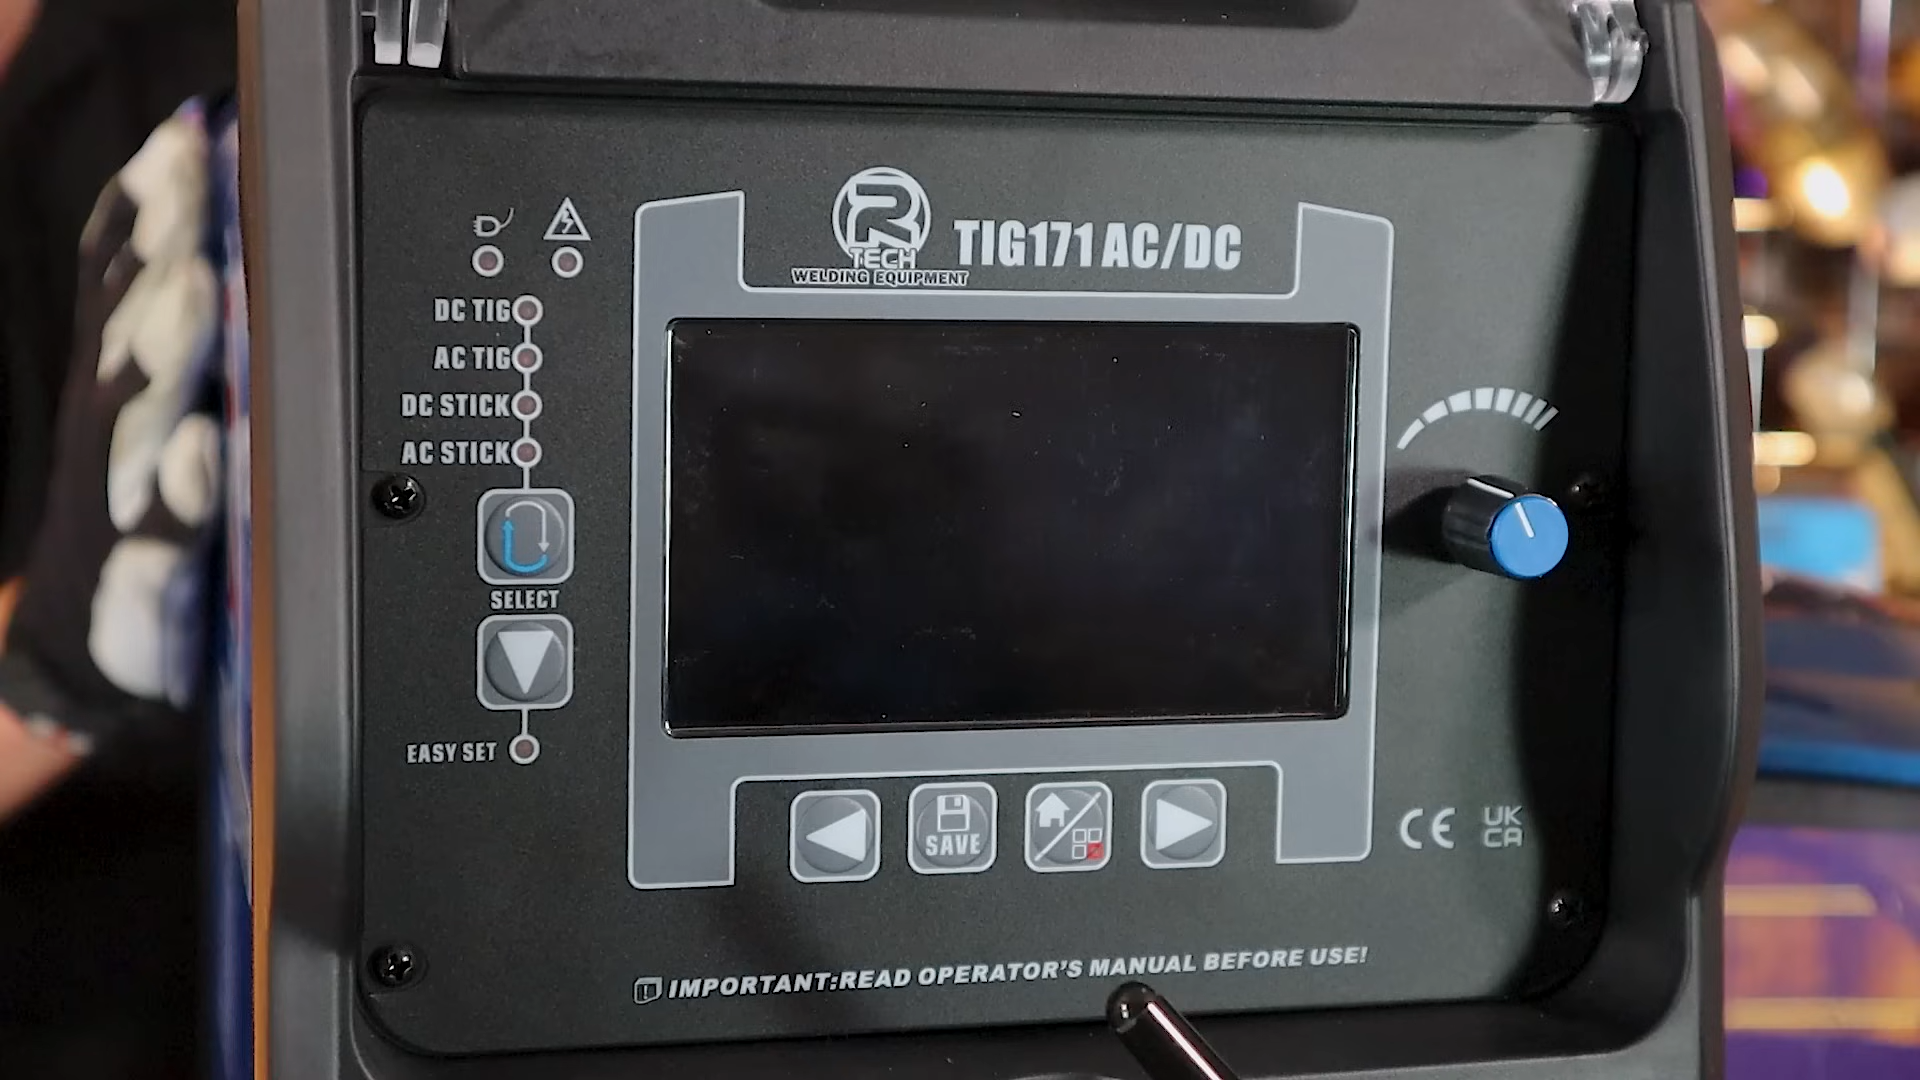 R
TECH
WELDING EQUIPMENT
TIG171 AC/DC
DC TIG
AC TIG
DC STICK
AC STICK
SELECT
EASY SET
SAVE
CE
UK
CA
IMPORTANT:READ OPERATOR'S MANUAL BEFORE USE!